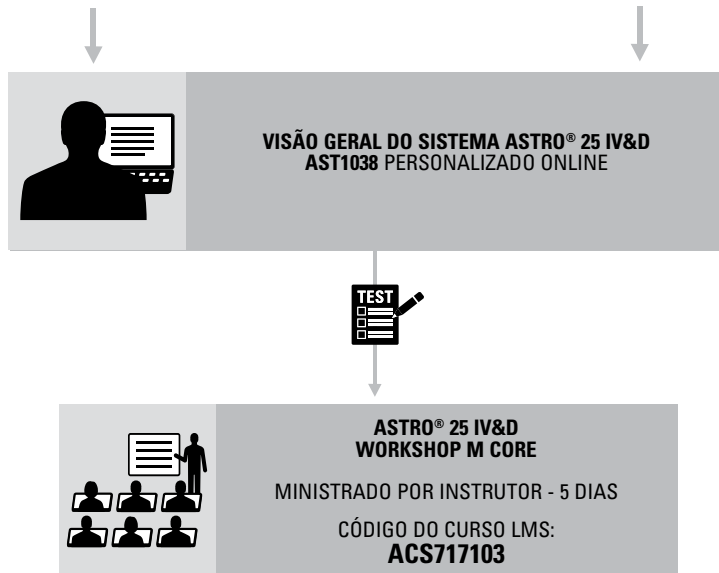 VISÃO GERAL DO SISTEMA ASTRO® 25 IV&D
AST1038 PERSONALIZADO ONLINE
TEST
ASTRO® 25 IV&D
WORKSHOP M CORE
MINISTRADO POR INSTRUTOR - 5 DIAS
CÓDIGO DO CURSO LMS:
ACS717103